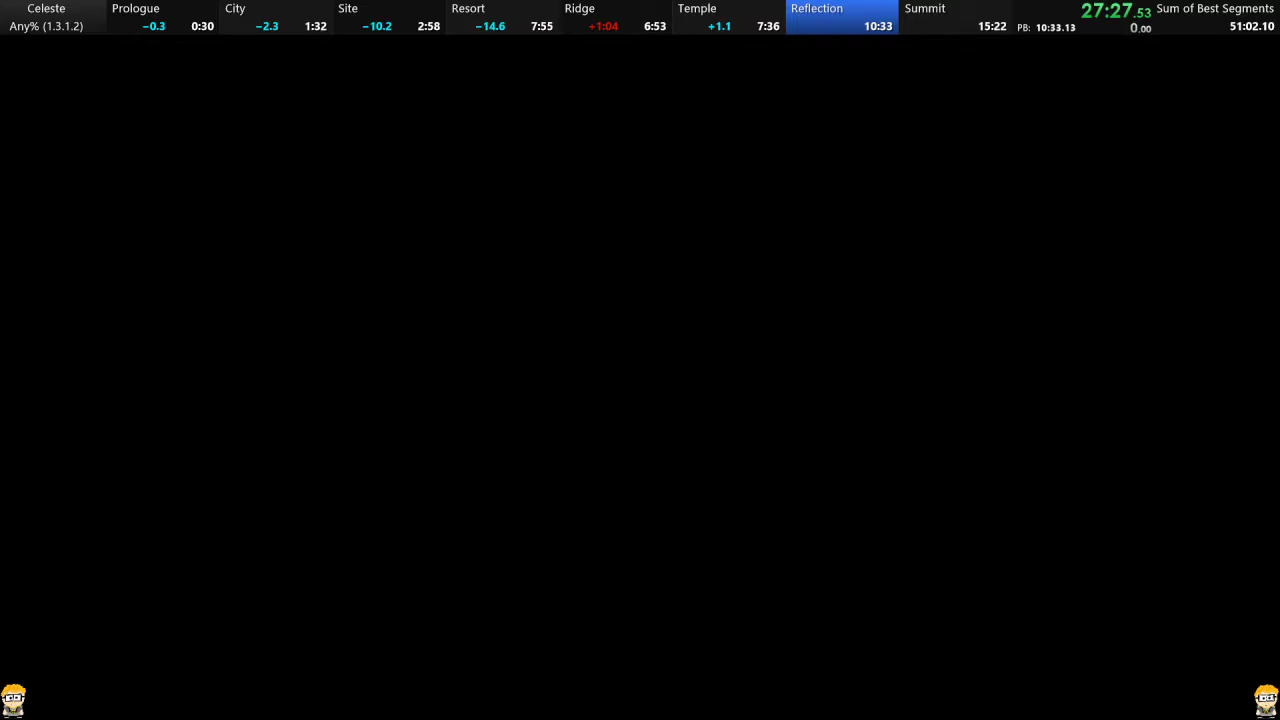 Celeste
Any% (1.3.1.2)
Prologue
−0.3 0:30
City
−2.3 1:32
Site
−10.2 2:58
Resort
−14.6 7:55
Ridge
+1:04 6:53
Temple
+1.1 7:36
Reflection
10:33
Summit
15:22
27:27.53
PB: 10:33.13 0.00
Sum of Best Segments
51:02.10